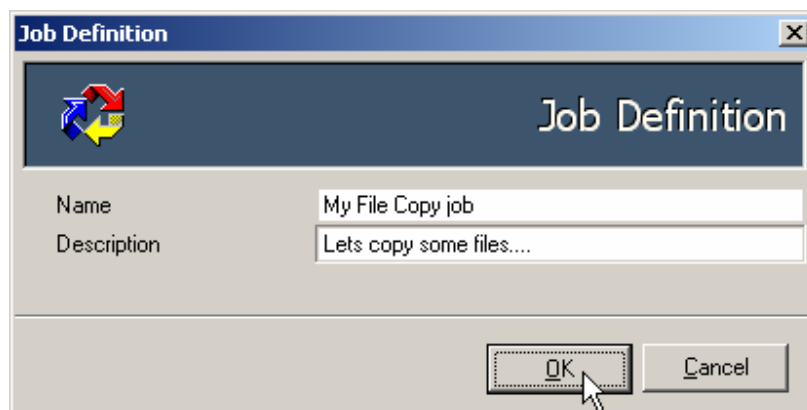 Job Definition
Job Definition
Name My File Copy job
Description Lets copy some files....
OK Cancel